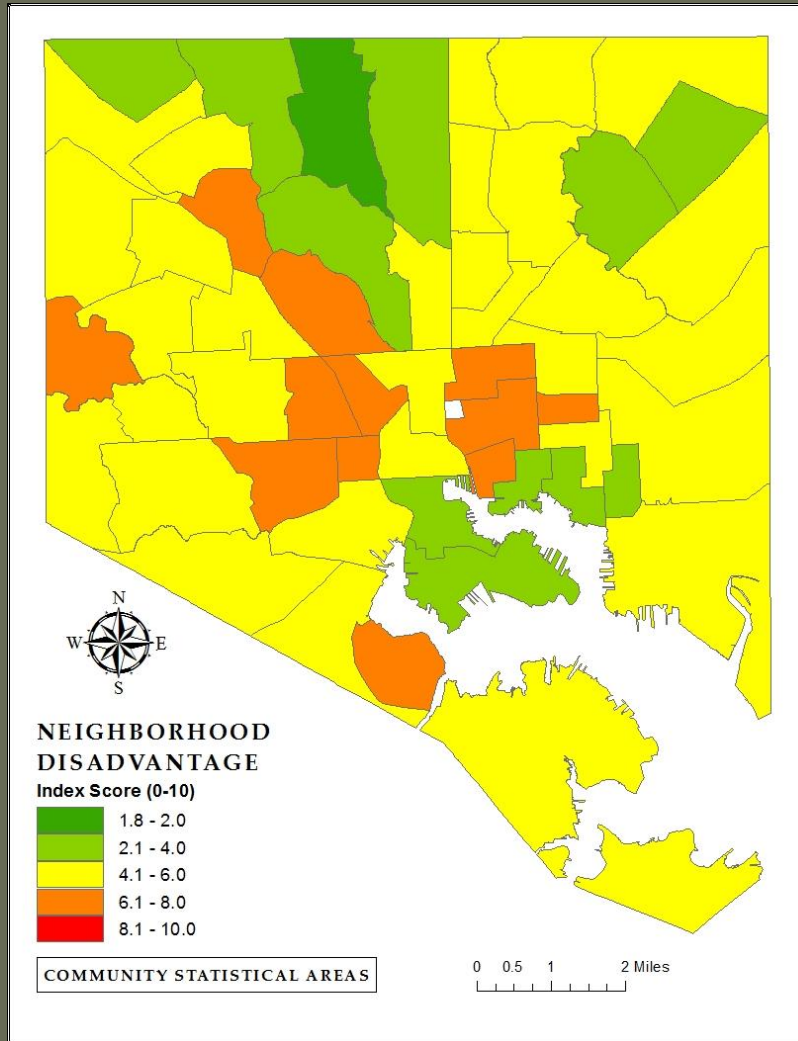 N
W E
S
NEIGHBORHOOD
DISADVANTAGE
Index Score (0-10)
1.8 - 2.0
2.1 - 4.0
4.1 - 6.0
6.1 - 8.0
8.1 - 10.0
COMMUNITY STATISTICAL AREAS
0 0.5 1 2 Miles